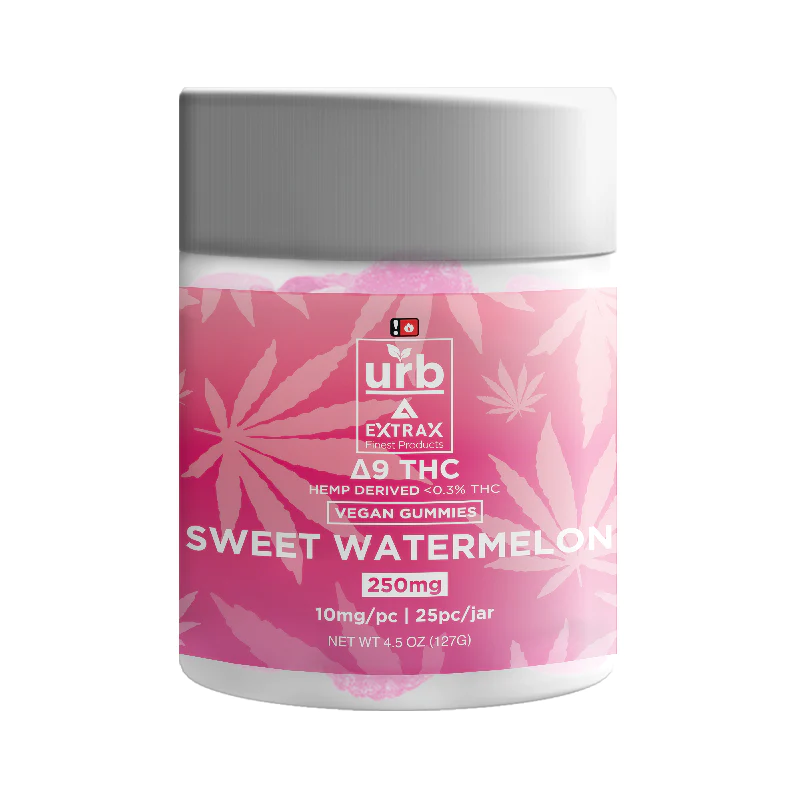 urb
EXTRAX
Finest Products
Δ9 THC
HEMP DERIVED <0.3% THC
VEGAN GUMMIES
SWEET WATERMELON
250mg
10mg/pc | 25pc/jar
NET WT 4.5 OZ (127G)